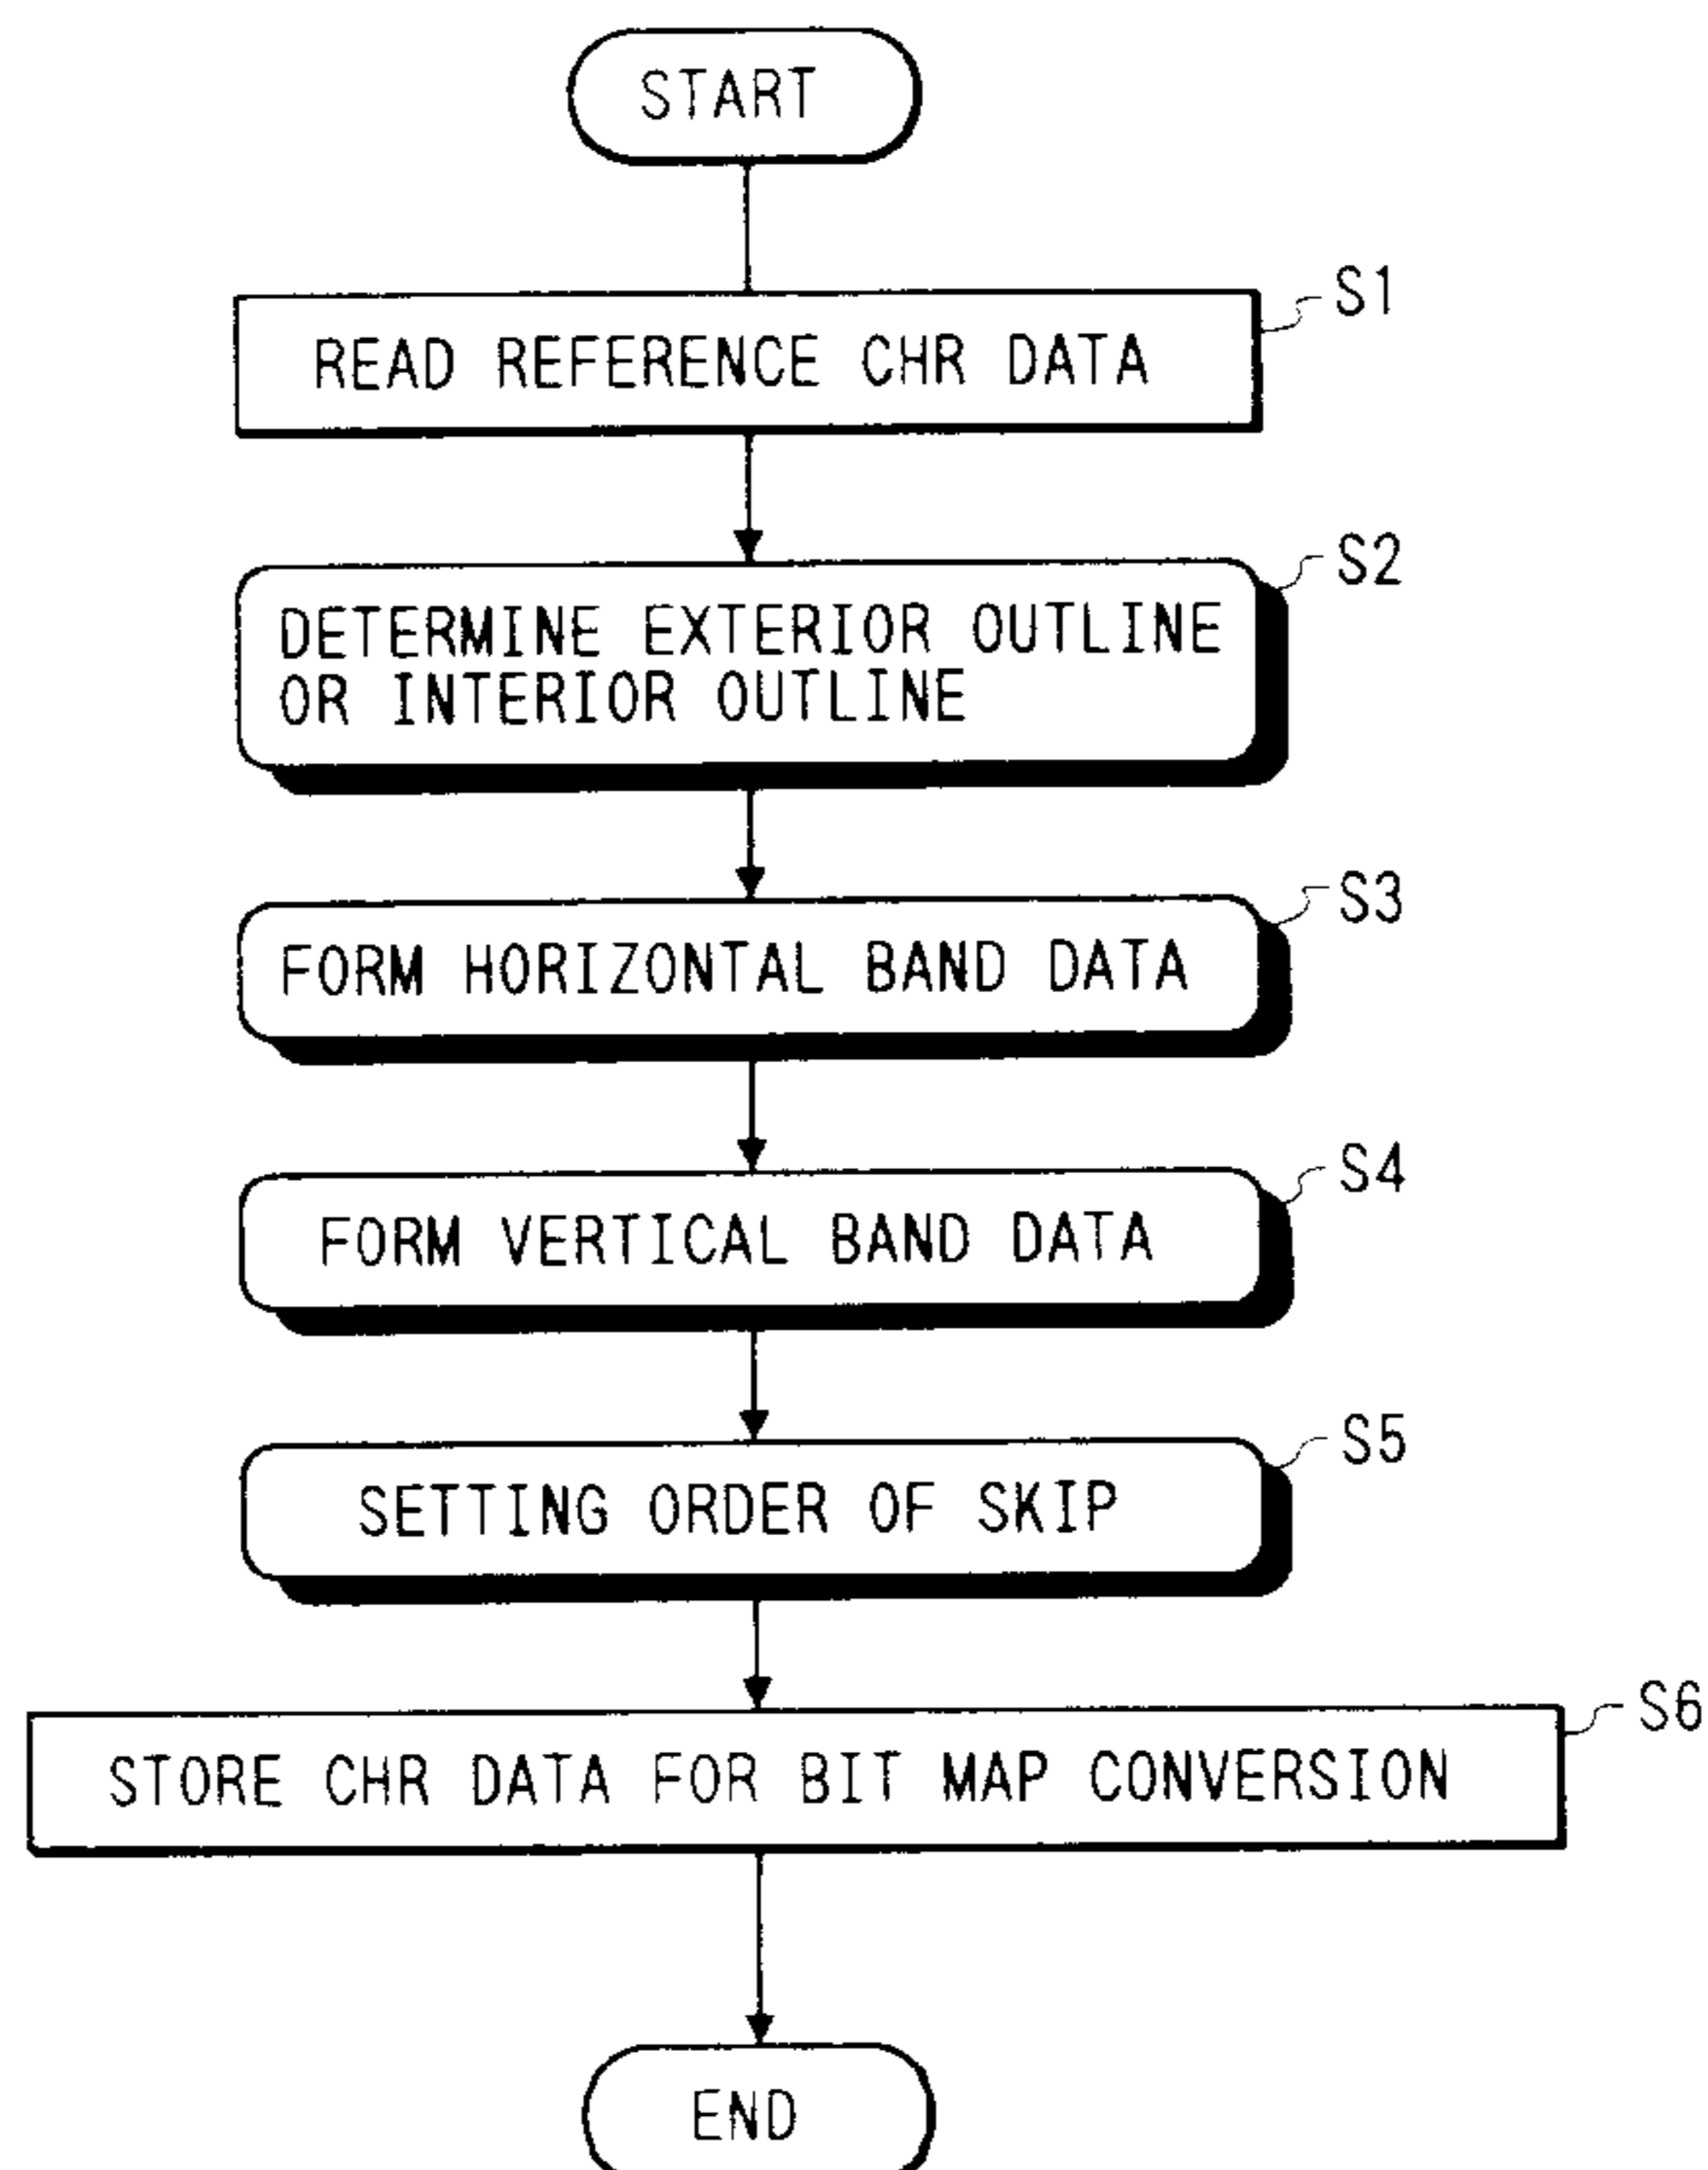 START
S1
READ REFERENCE CHR DATA
S2
DETERMINE EXTERIOR OUTLINE
OR INTERIOR OUTLINE
S3
FORM HORIZONTAL BAND DATA
S4
FORM VERTICAL BAND DATA
S5
SETTING ORDER OF SKIP
S6
STORE CHR DATA FOR BIT MAP CONVERSION
END